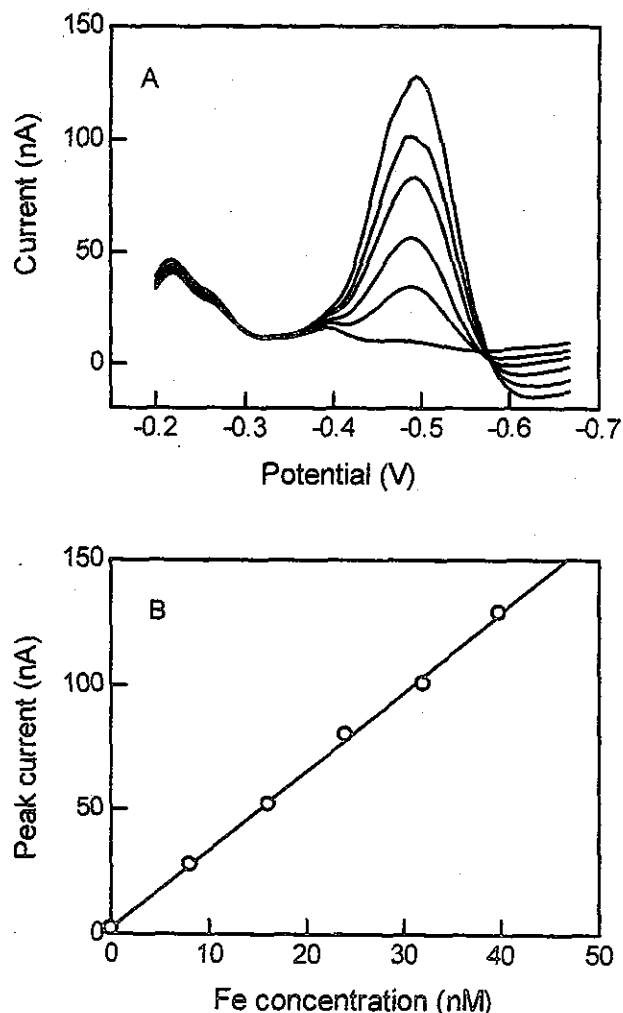 150
A
100
50
0
Current (nA)
-0.2 -0.3 -0.4 -0.5 -0.6 -0.7
Potential (V)
150
B
100
50
0
Peak current (nA)
0 10 20 30 40 50
Fe concentration (nM)